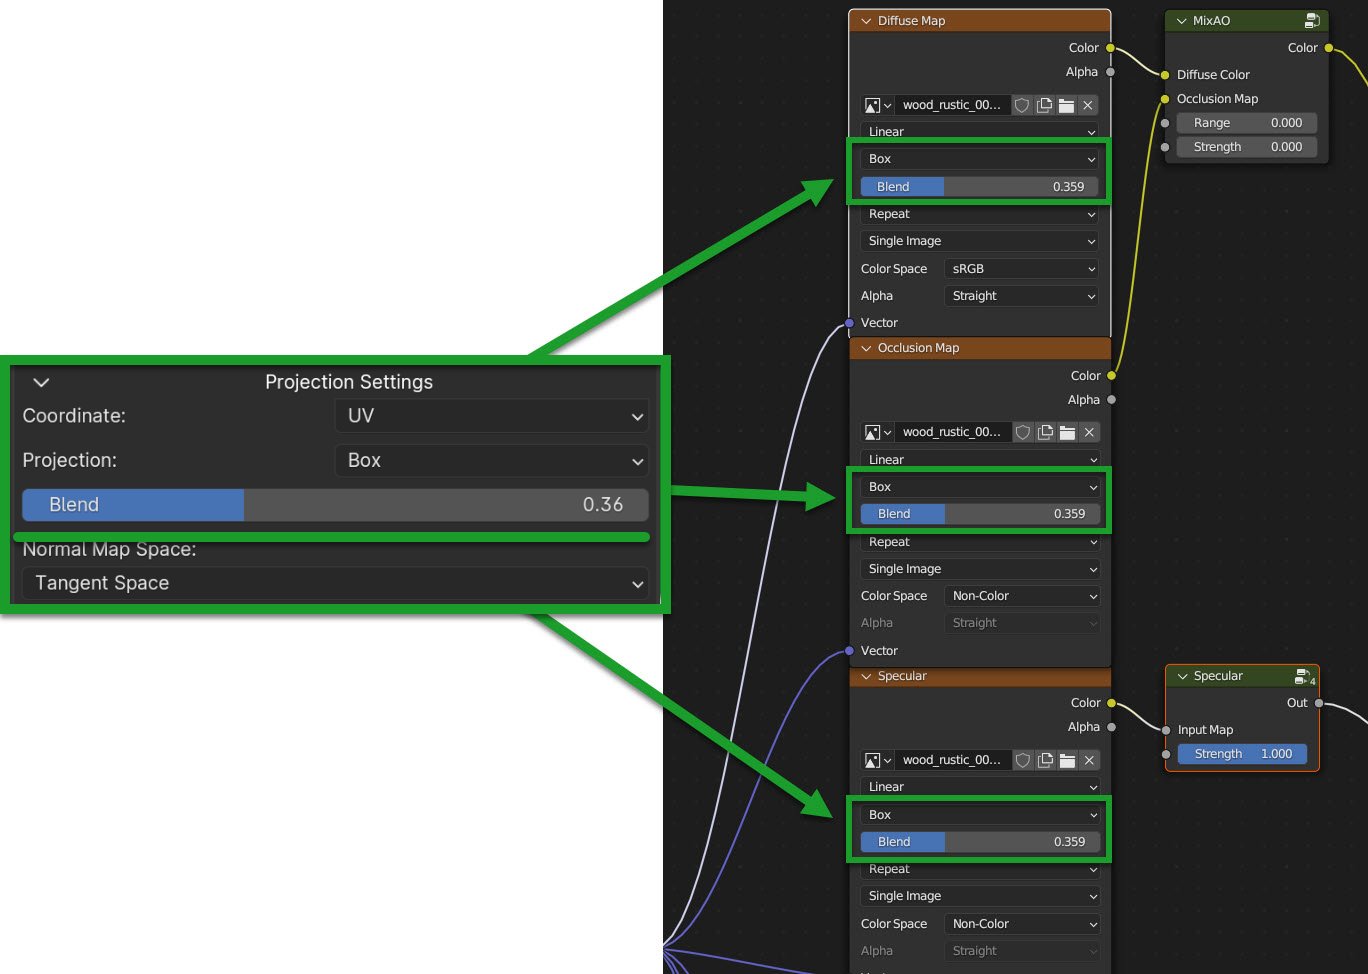 Projection Settings
Coordinate: UV
Projection: Box
Blend 0.36
Normal Map Space:
Tangent Space
Diffuse Map
Color
Alpha
wood_rustic_00...
Linear
Box
Blend 0.359
Repeat
Single Image
Color Space sRGB
Alpha Straight
Vector
Occlusion Map
Color
Alpha
wood_rustic_00...
Linear
Box
Blend 0.359
Repeat
Single Image
Color Space Non-Color
Alpha Straight
Vector
Specular
Color
Alpha
wood_rustic_00...
Linear
Box
Blend 0.359
Repeat
Single Image
Color Space Non-Color
Alpha Straight
MixAO
Color
Diffuse Color
Occlusion Map
Range 0.000
Strength 0.000
Specular 4
Out
Input Map
Strength 1.000